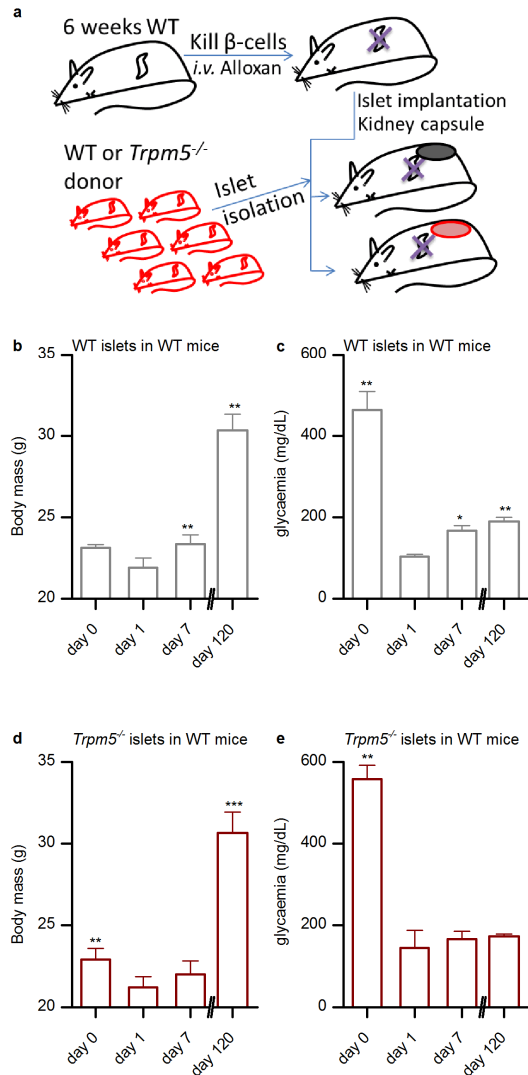 a
6 weeks WT
Kill β-cells
i.v. Alloxan
Islet implantation
Kidney capsule
WT or Trpm5-/-
donor
Islet
isolation
b WT islets in WT mice
35
30
25
20
Body mass (g)
**
**
day 0 day 1 day 7 day 120
c WT islets in WT mice
600
400
200
0
glycaemia (mg/dL)
**
*
**
day 0 day 1 day 7 day 120
d Trpm5-/- islets in WT mice
35
30
25
20
Body mass (g)
**
***
day 0 day 1 day 7 day 120
e Trpm5-/- islets in WT mice
600
400
200
0
glycaemia (mg/dL)
**
day 0 day 1 day 7 day 120